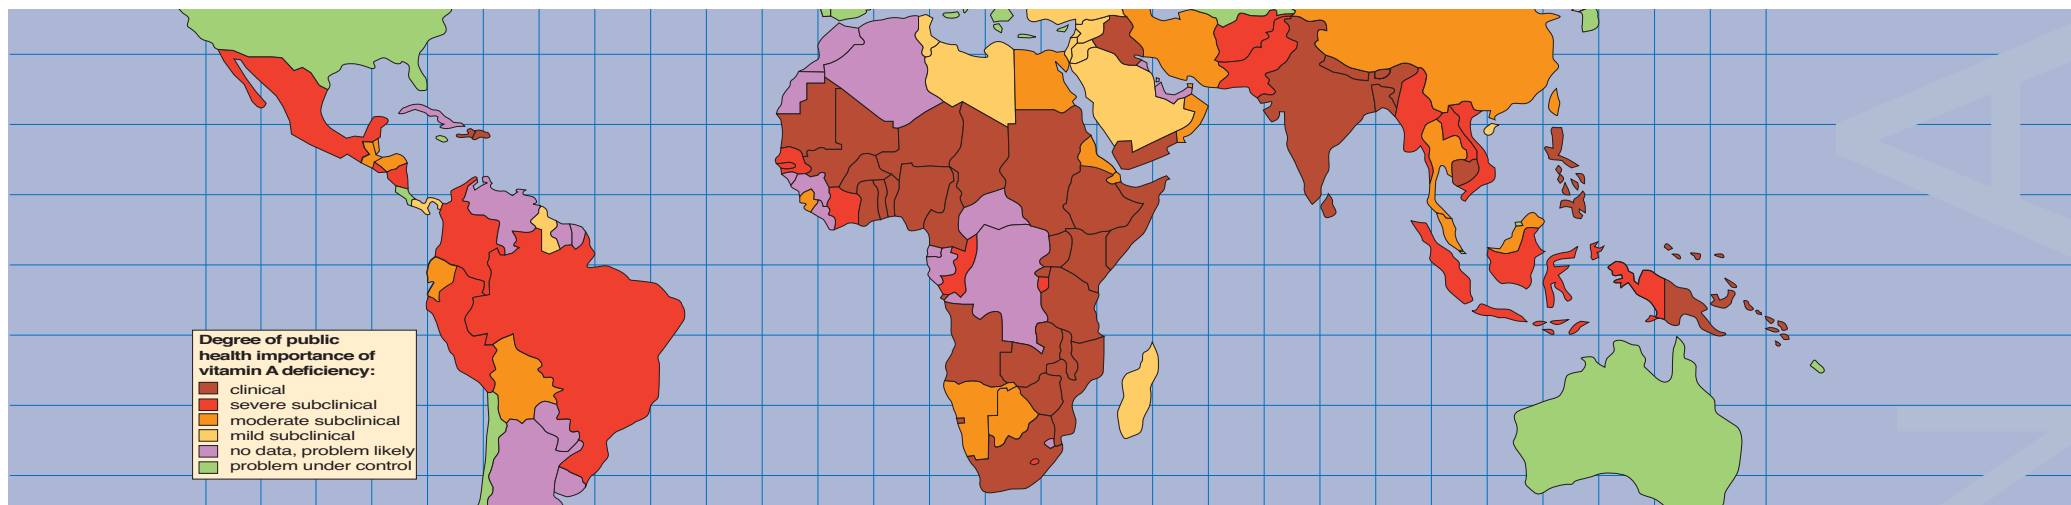 Degree of public
health importance of
vitamin A deficiency:
clinical
severe subclinical
moderate subclinical
mild subclinical
no data, problem likely
problem under control